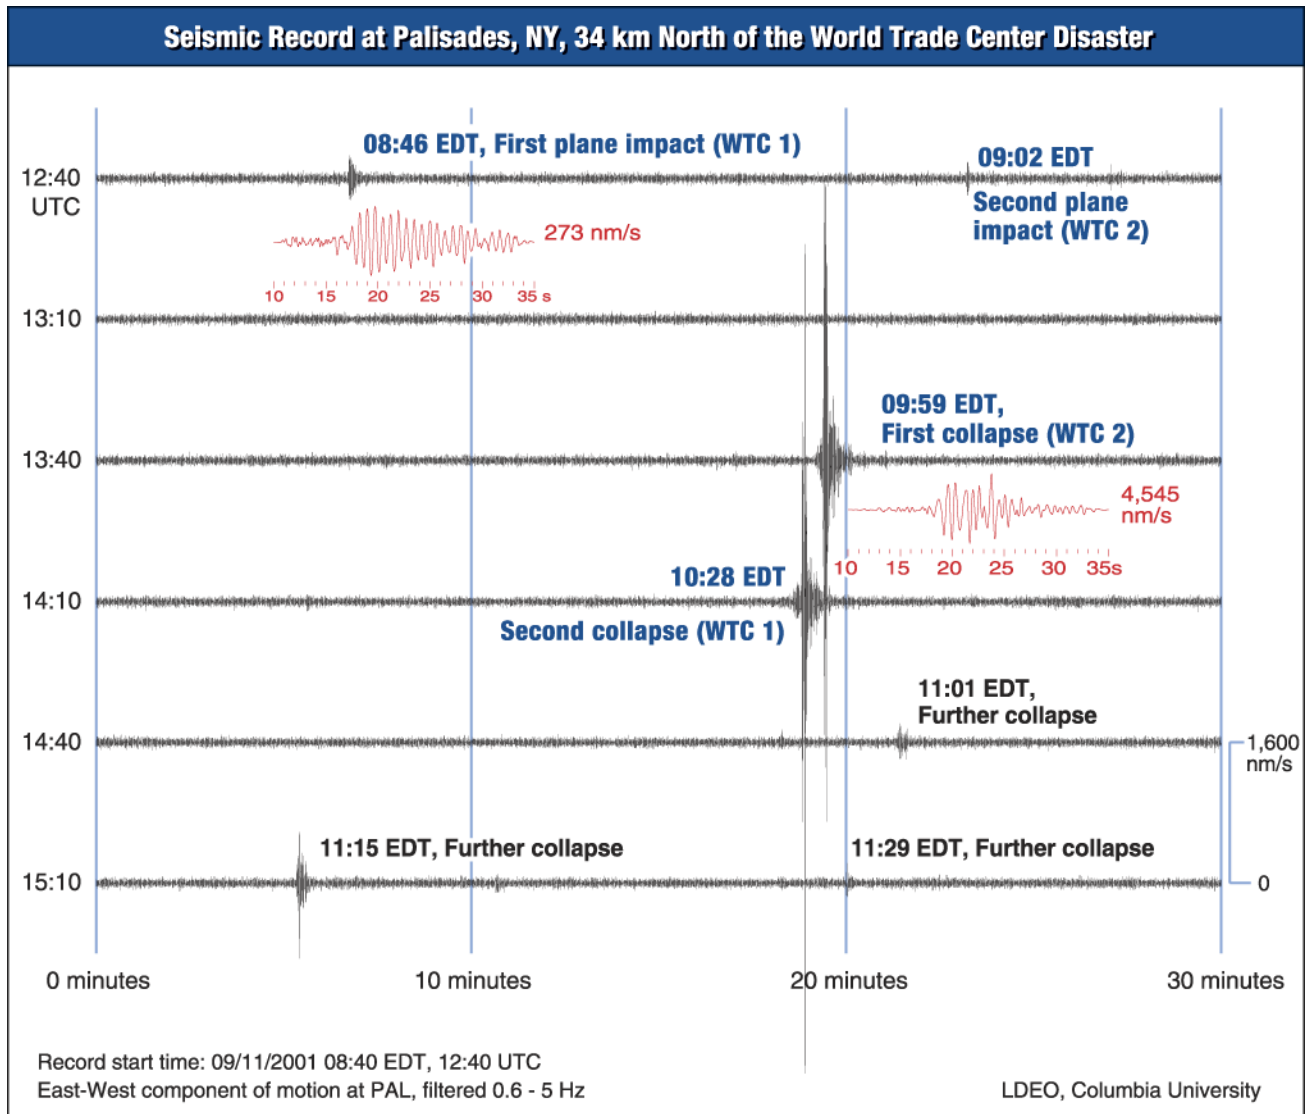 Seismic Record at Palisades, NY, 34 km North of the World Trade Center Disaster
08:46 EDT, First plane impact (WTC 1)
09:02 EDT
Second plane
impact (WTC 2)
12:40
UTC
273 nm/s
10 15 20 25 30 35 s
13:10
09:59 EDT,
First collapse (WTC 2)
13:40
4,545
nm/s
10 15 20 25 30 35s
10:28 EDT
14:10
Second collapse (WTC 1)
11:01 EDT,
Further collapse
14:40
1,600
nm/s
11:15 EDT, Further collapse
11:29 EDT, Further collapse
15:10
0
0 minutes 10 minutes 20 minutes 30 minutes
Record start time: 09/11/2001 08:40 EDT, 12:40 UTC
East-West component of motion at PAL, filtered 0.6 - 5 Hz
LDEO, Columbia University